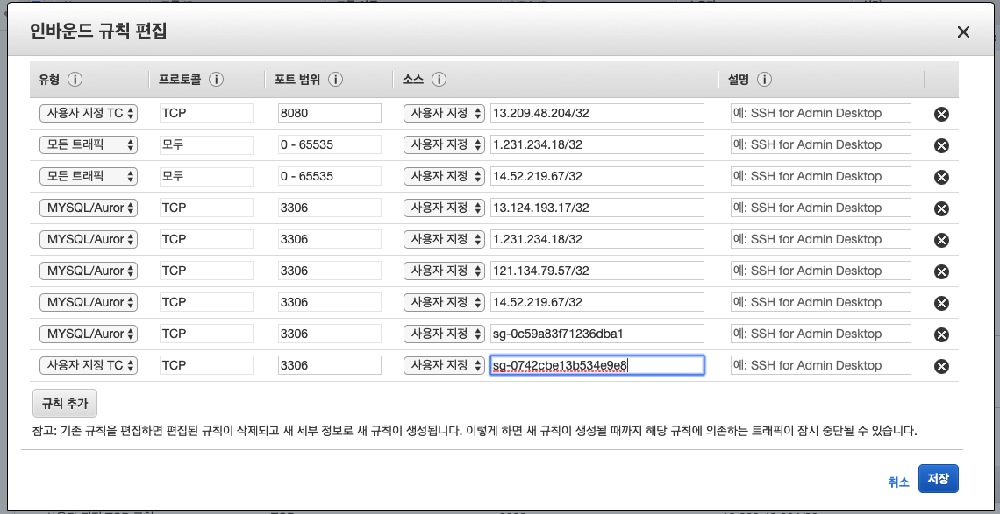 인바운드 규칙 편집
유형 프로토콜 포트 범위 소스 설명
사용자 지정 TC TCP 8080 사용자 지정 13.209.48.204/32 예: SSH for Admin Desktop
모든 트래픽 모두 0 - 65535 사용자 지정 1.231.234.18/32 예: SSH for Admin Desktop
모든 트래픽 모두 0 - 65535 사용자 지정 14.52.219.67/32 예: SSH for Admin Desktop
MYSQL/Auror TCP 3306 사용자 지정 13.124.193.17/32 예: SSH for Admin Desktop
MYSQL/Auror TCP 3306 사용자 지정 1.231.234.18/32 예: SSH for Admin Desktop
MYSQL/Auror TCP 3306 사용자 지정 121.134.79.57/32 예: SSH for Admin Desktop
MYSQL/Auror TCP 3306 사용자 지정 14.52.219.67/32 예: SSH for Admin Desktop
MYSQL/Auror TCP 3306 사용자 지정 sg-0c59a83f71236dba1 예: SSH for Admin Desktop
사용자 지정 TC TCP 3306 사용자 지정 sg-0742cbe13b534e9e8 예: SSH for Admin Desktop
규칙 추가
참고: 기존 규칙을 편집하면 편집된 규칙이 삭제되고 새 세부 정보로 새 규칙이 생성됩니다. 이렇게 하면 새 규칙이 생성될 때까지 해당 규칙에 의존하는 트래픽이 잠시 중단될 수 있습니다.
취소 저장